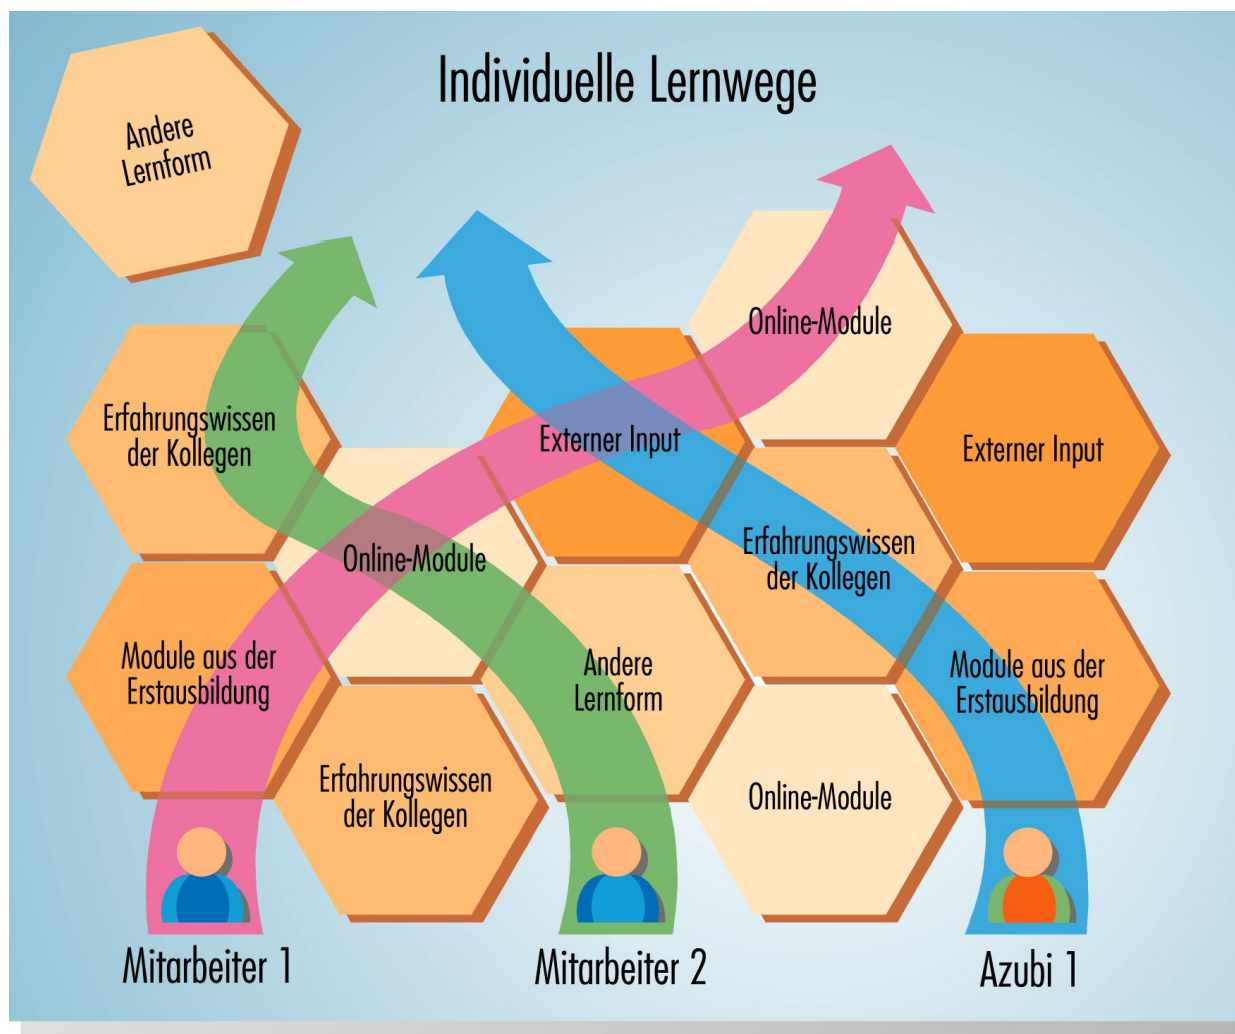 Individuelle Lernwege
Andere
Lernform
Online-Module
Erfahrungswissen
der Kollegen
Externer Input
Externer Input
Online-Module
Erfahrungswissen
der Kollegen
Module aus der
Erstausbildung
Andere
Lernform
Module aus der
Erstausbildung
Erfahrungswissen
der Kollegen
Online-Module
Mitarbeiter 1
Mitarbeiter 2
Azubi 1